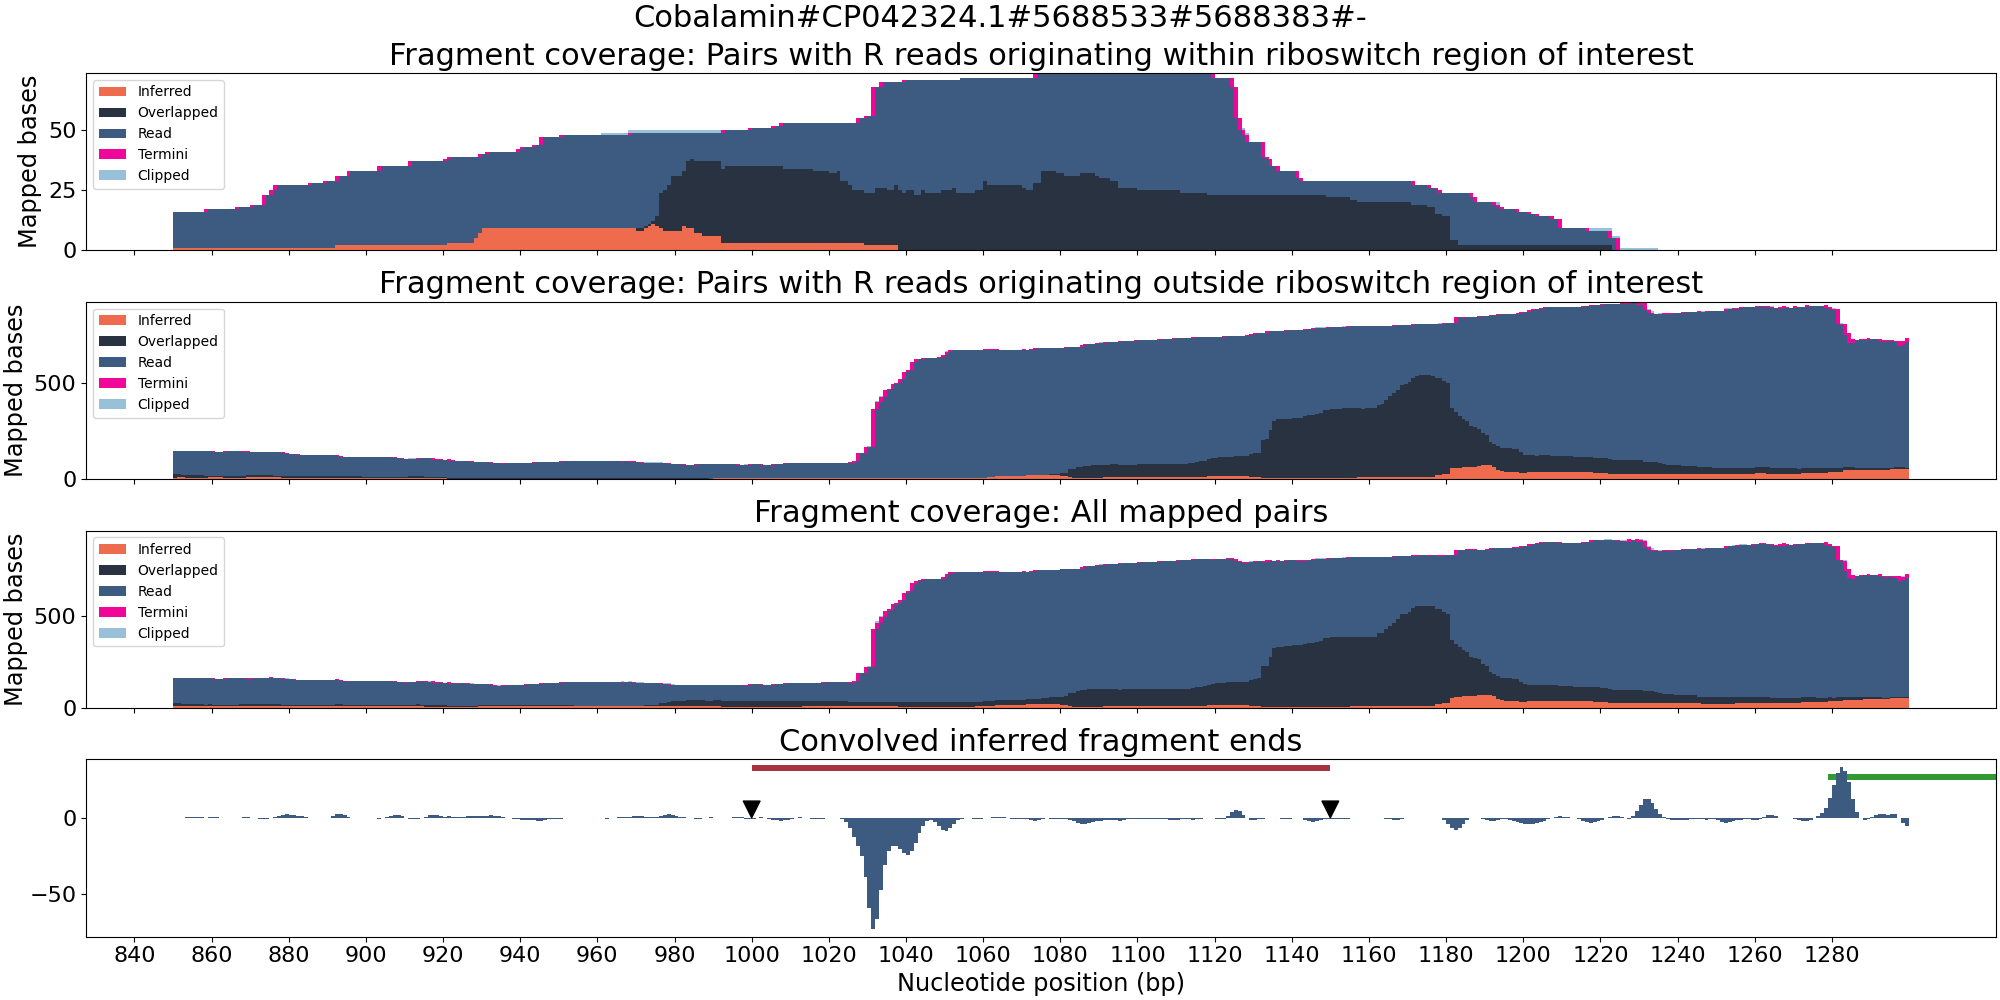 Cobalamin#CP042324.1#5688533#5688383#-
Fragment coverage: Pairs with R reads originating within riboswitch region of interest
Mapped bases
50
25
0
Inferred
Overlapped
Read
Termini
Clipped
Fragment coverage: Pairs with R reads originating outside riboswitch region of interest
Mapped bases
500
0
Inferred
Overlapped
Read
Termini
Clipped
Fragment coverage: All mapped pairs
Mapped bases
500
0
Inferred
Overlapped
Read
Termini
Clipped
Convolved inferred fragment ends
0
−50
840 860 880 900 920 940 960 980 1000 1020 1040 1060 1080 1100 1120 1140 1160 1180 1200 1220 1240 1260 1280
Nucleotide position (bp)